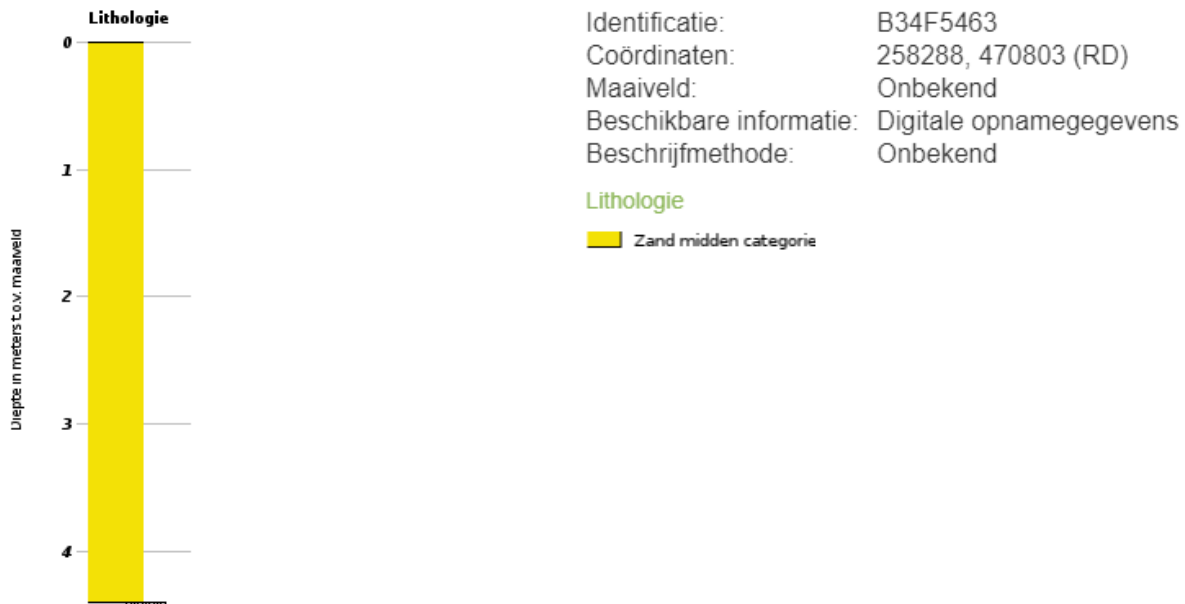 Lithologie
0
1
2
3
4
Diepte in meters t.o.v. maaiveld
Identificatie: B34F5463
Coördinaten: 258288, 470803 (RD)
Maaiveld: Onbekend
Beschikbare informatie: Digitale opnamegegevens
Beschrijfmethode: Onbekend
Lithologie
Zand midden categorie